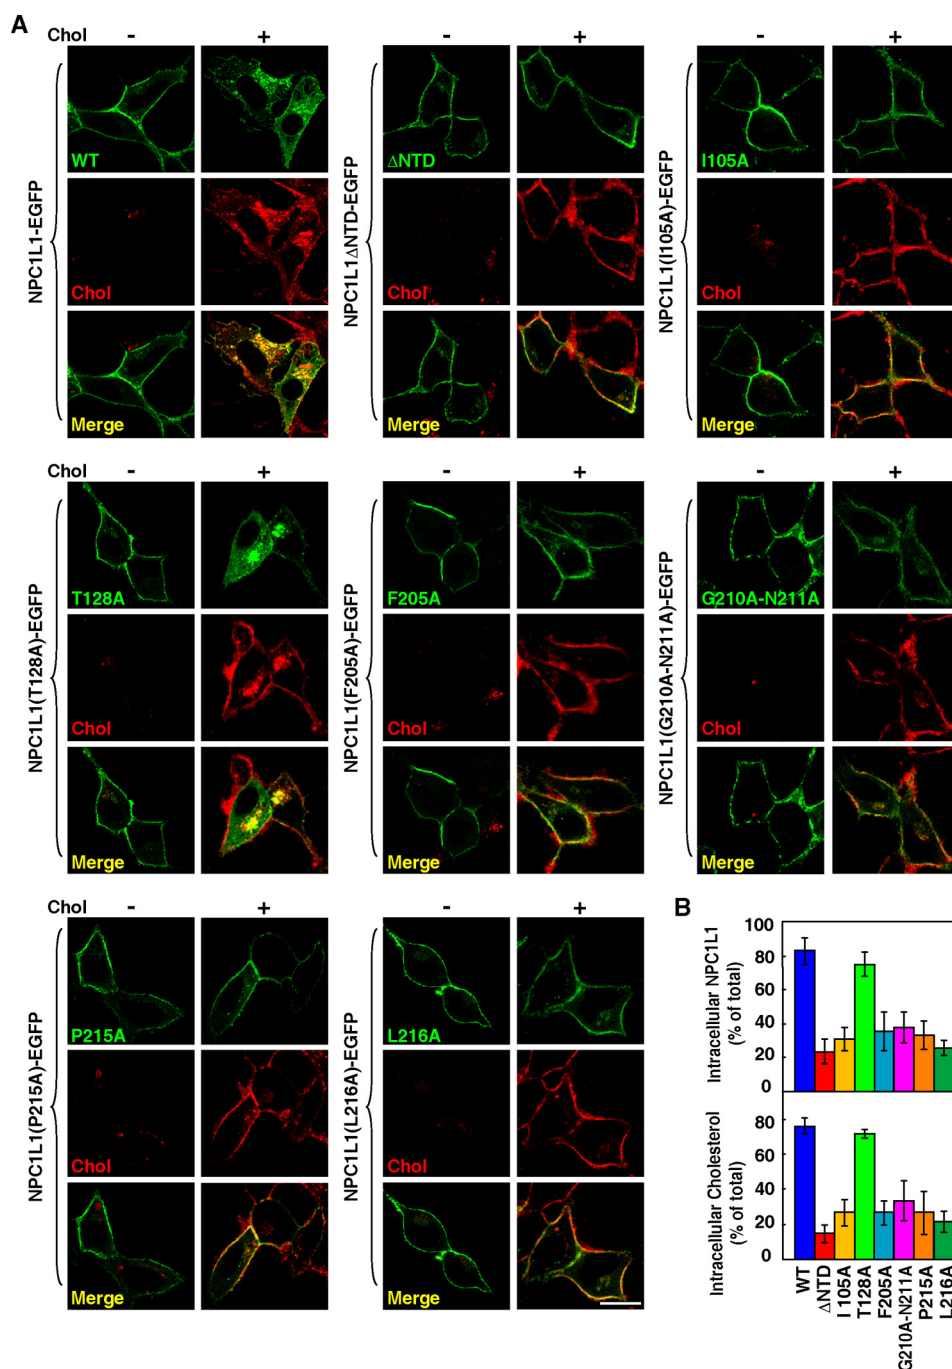 A
Chol - + - + - +
NPC1L1-EGFP
WT
Chol
Merge
NPC1L1ΔNTD-EGFP
ΔNTD
Chol
Merge
NPC1L1(I105A)-EGFP
I105A
Chol
Merge
Chol - + - + - +
NPC1L1(T128A)-EGFP
T128A
Chol
Merge
NPC1L1(F205A)-EGFP
F205A
Chol
Merge
NPC1L1(G210A-N211A)-EGFP
G210A-N211A
Chol
Merge
Chol - + - +
NPC1L1(P215A)-EGFP
P215A
Chol
Merge
NPC1L1(L216A)-EGFP
L216A
Chol
Merge
B
Intracellular NPC1L1
(% of total)
100
80
60
40
20
0
Intracellular Cholesterol
(% of total)
80
60
40
20
0
WT
ΔNTD
I 105A
T128A
F205A
G210A-N211A
P215A
L216A